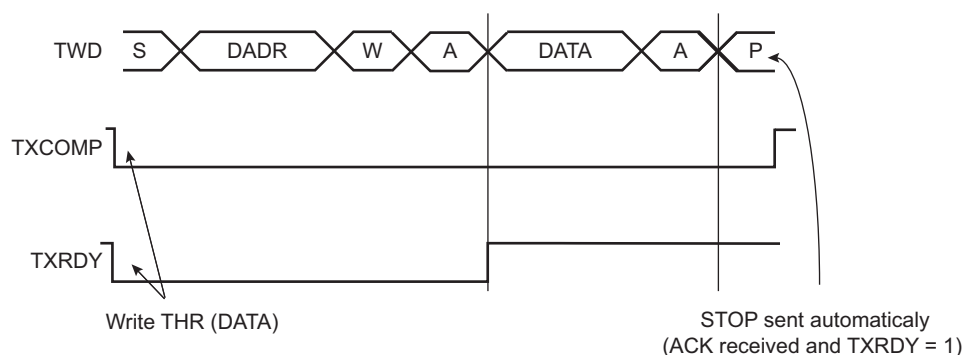 TWD S DADR W A DATA A P
TXCOMP
TXRDY
Write THR (DATA)
STOP sent automaticaly
(ACK received and TXRDY = 1)